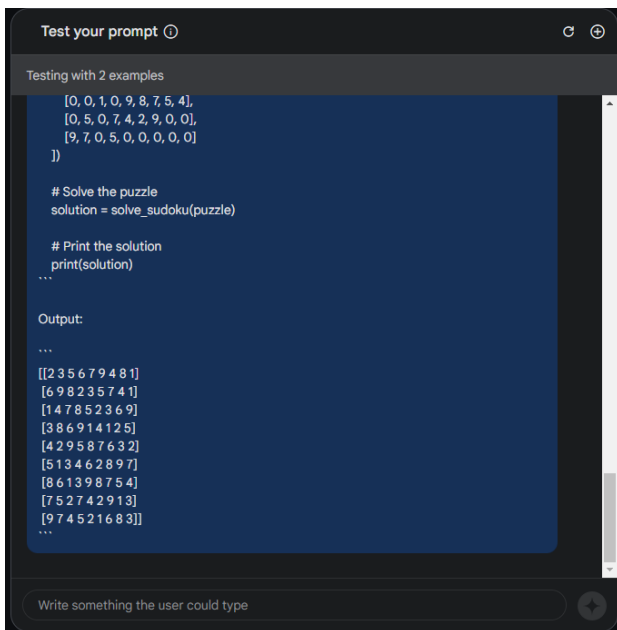 Test your prompt
Testing with 2 examples
[0, 0, 1, 0, 9, 8, 7, 5, 4],
[0, 5, 0, 7, 4, 2, 9, 0, 0],
[9, 7, 0, 5, 0, 0, 0, 0, 0]
])
# Solve the puzzle
solution = solve_sudoku(puzzle)
# Print the solution
print(solution)
```
Output:
```
[[2 3 5 6 7 9 4 8 1]
[6 9 8 2 3 5 7 4 1]
[1 4 7 8 5 2 3 6 9]
[3 8 6 9 1 4 1 2 5]
[4 2 9 5 8 7 6 3 2]
[5 1 3 4 6 2 8 9 7]
[8 6 1 3 9 8 7 5 4]
[7 5 2 7 4 2 9 1 3]
[9 7 4 5 2 1 6 8 3]]
```
Write something the user could type